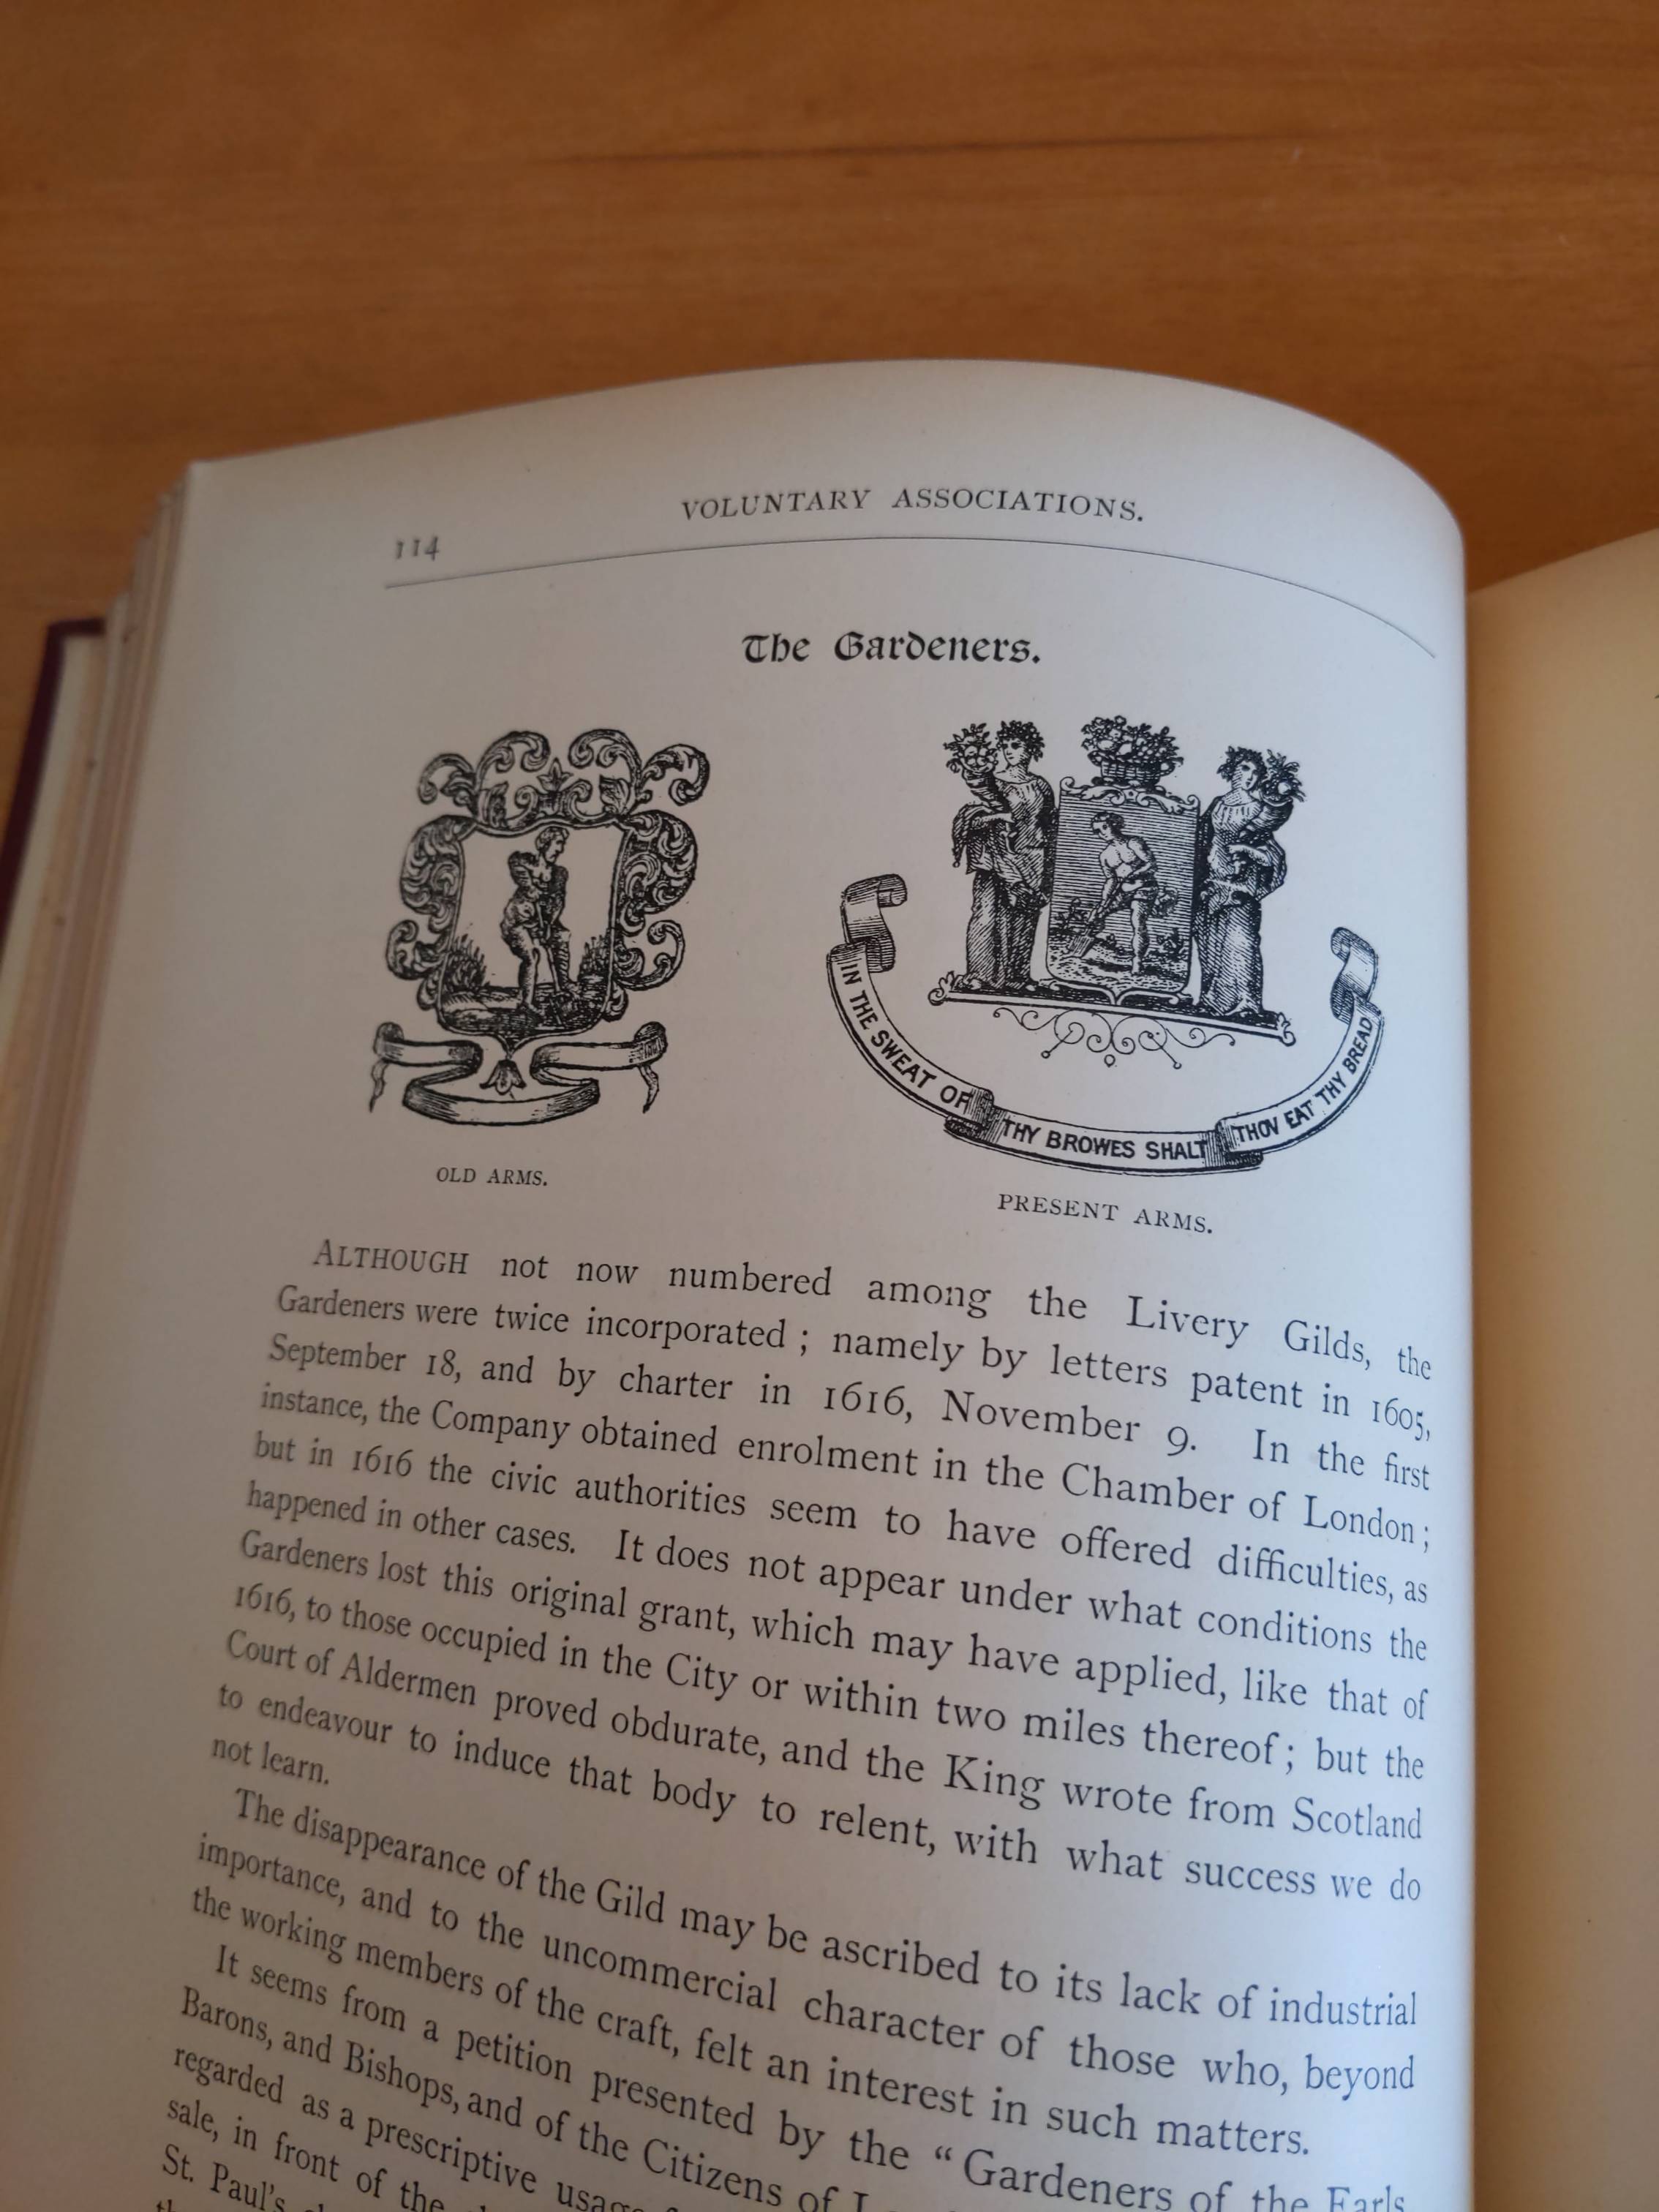 VOLUNTARY ASSOCIATIONS.
114
The Gardeners.
IN THE SWEAT OF THY BROWES SHALT THOV EAT THY BREAD
OLD ARMS.
PRESENT ARMS.
ALTHOUGH not now numbered among the Livery Gilds, the
Gardeners were twice incorporated ; namely by letters patent in 1605,
September 18, and by charter in 1616, November 9. In the first
instance, the Company obtained enrolment in the Chamber of London ;
but in 1616 the civic authorities seem to have offered difficulties, as
happened in other cases. It does not appear under what conditions the
Gardeners lost this original grant, which may have applied, like that of
1616, to those occupied in the City or within two miles thereof ; but the
Court of Aldermen proved obdurate, and the King wrote from Scotland
to endeavour to induce that body to relent, with what success we do
not learn.
The disappearance of the Gild may be ascribed to its lack of industrial
importance, and to the uncommercial character of those who, beyond
the working members of the craft, felt an interest in such matters.
It seems from a petition presented by the “ Gardeners of the Earls,
Barons, and Bishops, and of the Citizens of
regarded as a prescriptive usage
sale, in front of the
St. Paul's